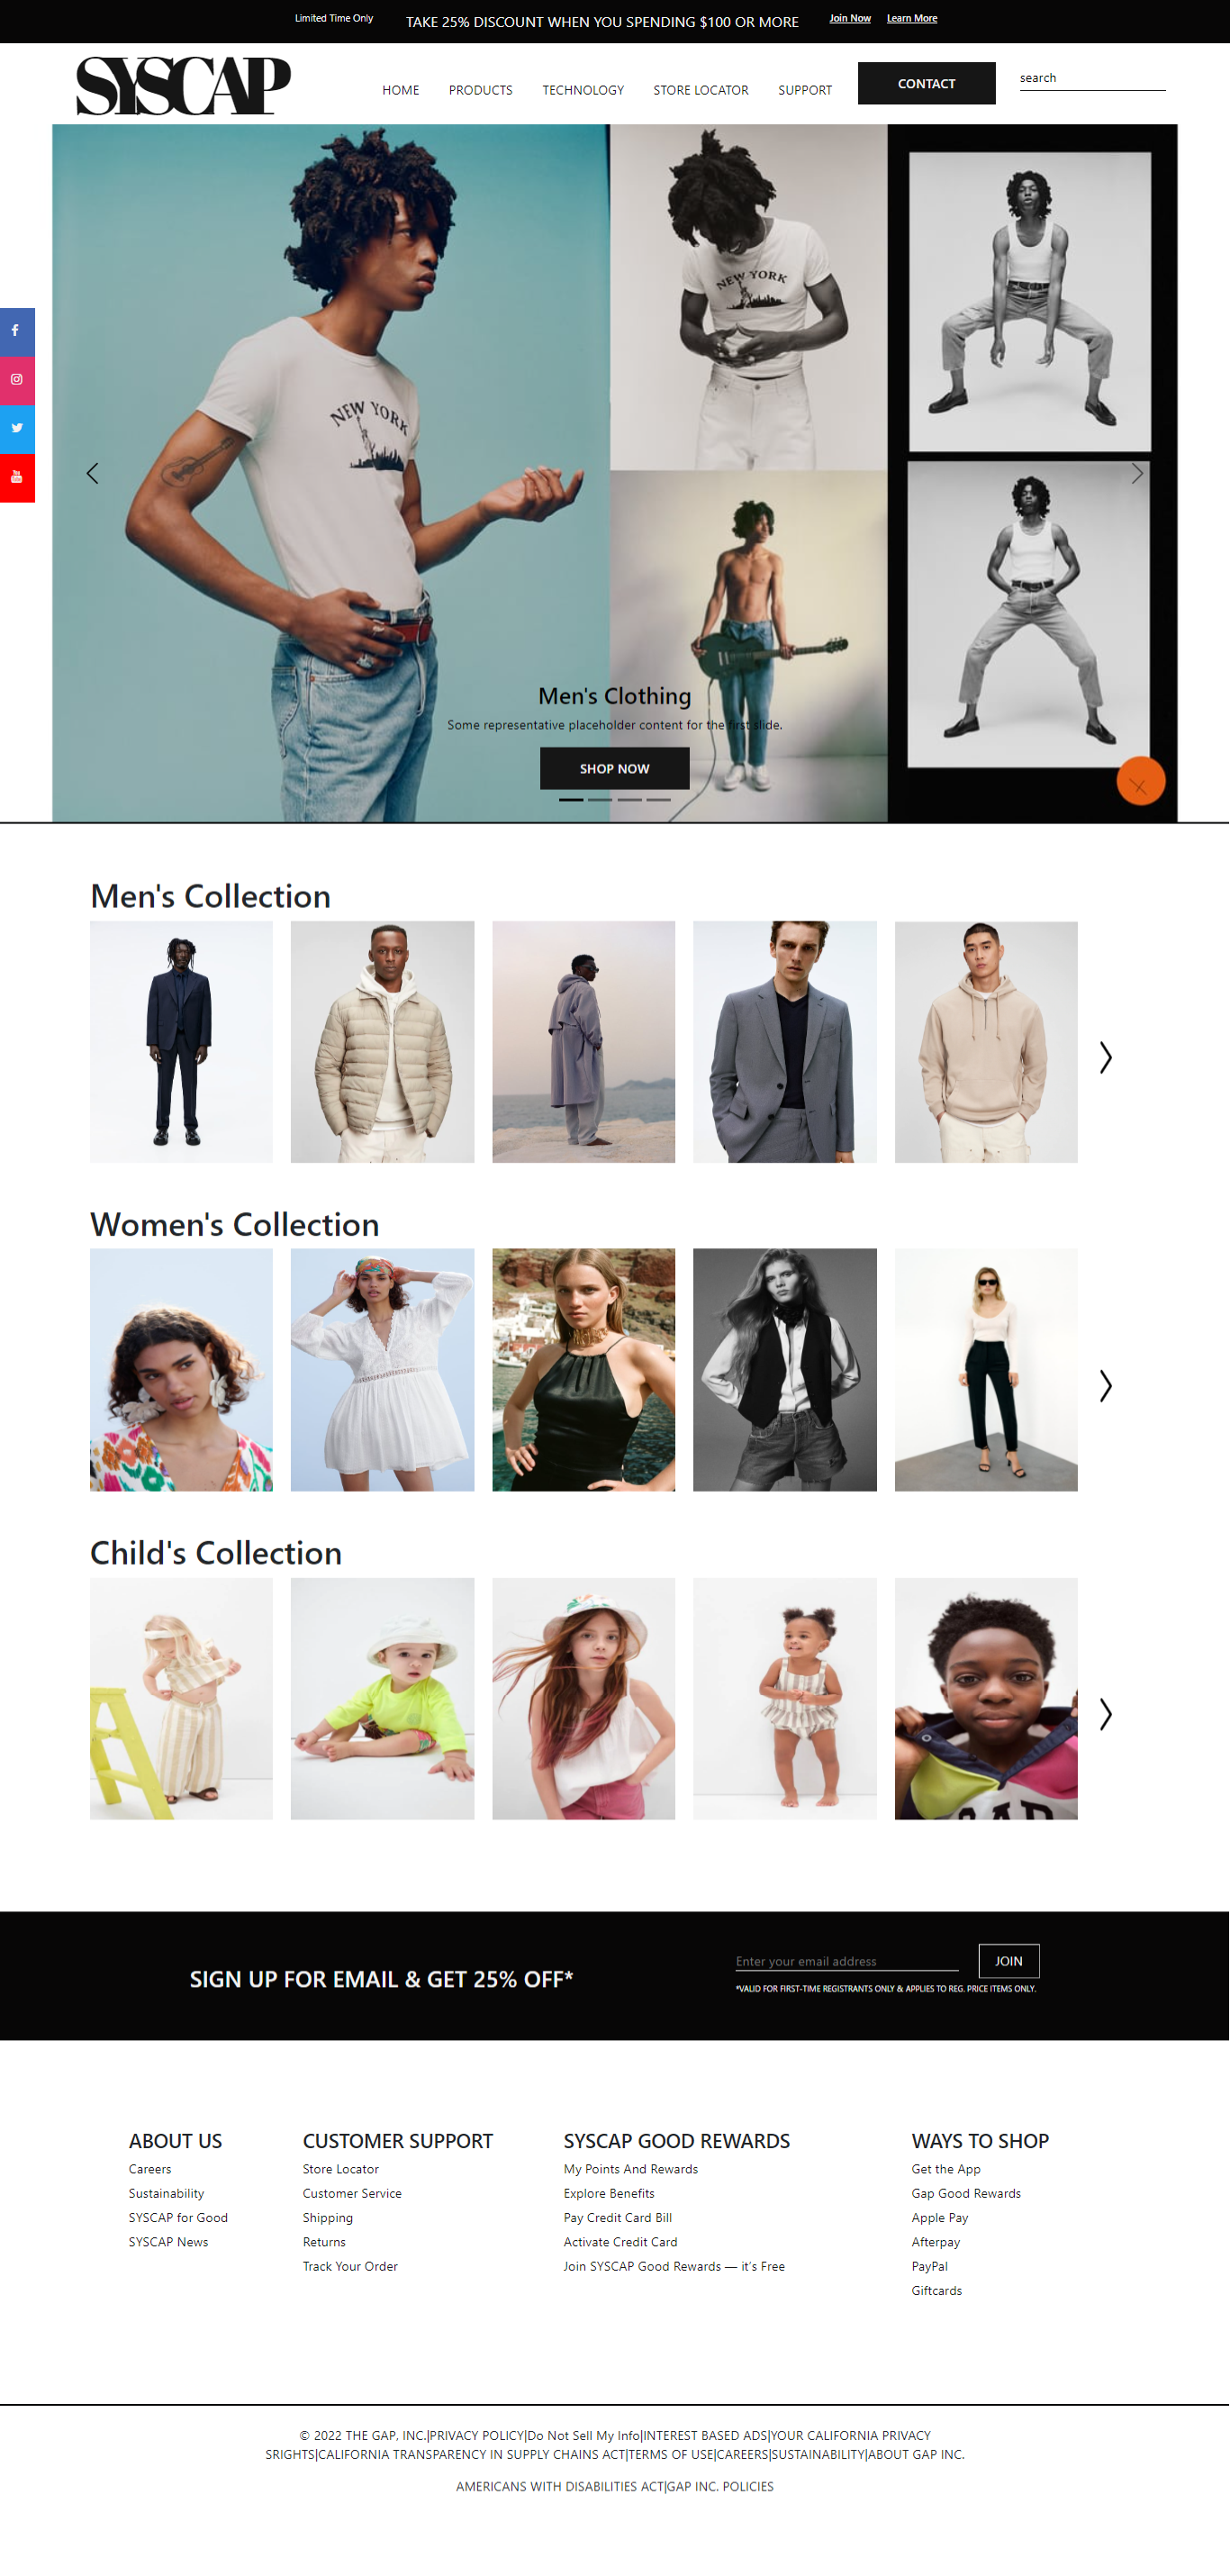 Limited Time Only TAKE 25% DISCOUNT WHEN YOU SPENDING $100 OR MORE Join Now Learn More
SYSCAP HOME PRODUCTS TECHNOLOGY STORE LOCATOR SUPPORT CONTACT search
NEW YORK
NEW YORK
Men's Clothing
Some representative placeholder content for the first slide.
SHOP NOW
Men's Collection
Women's Collection
Child's Collection
GAP
SIGN UP FOR EMAIL & GET 25% OFF*
Enter your email address JOIN
*VALID FOR FIRST-TIME REGISTRANTS ONLY & APPLIES TO REG. PRICE ITEMS ONLY.
ABOUT US
Careers
Sustainability
SYSCAP for Good
SYSCAP News
CUSTOMER SUPPORT
Store Locator
Customer Service
Shipping
Returns
Track Your Order
SYSCAP GOOD REWARDS
My Points And Rewards
Explore Benefits
Pay Credit Card Bill
Activate Credit Card
Join SYSCAP Good Rewards — it's Free
WAYS TO SHOP
Get the App
Gap Good Rewards
Apple Pay
Afterpay
PayPal
Giftcards
© 2022 THE GAP, INC.|PRIVACY POLICY|Do Not Sell My Info|INTEREST BASED ADS|YOUR CALIFORNIA PRIVACY
SRIGHTS|CALIFORNIA TRANSPARENCY IN SUPPLY CHAINS ACT|TERMS OF USE|CAREERS|SUSTAINABILITY|ABOUT GAP INC.
AMERICANS WITH DISABILITIES ACT|GAP INC. POLICIES